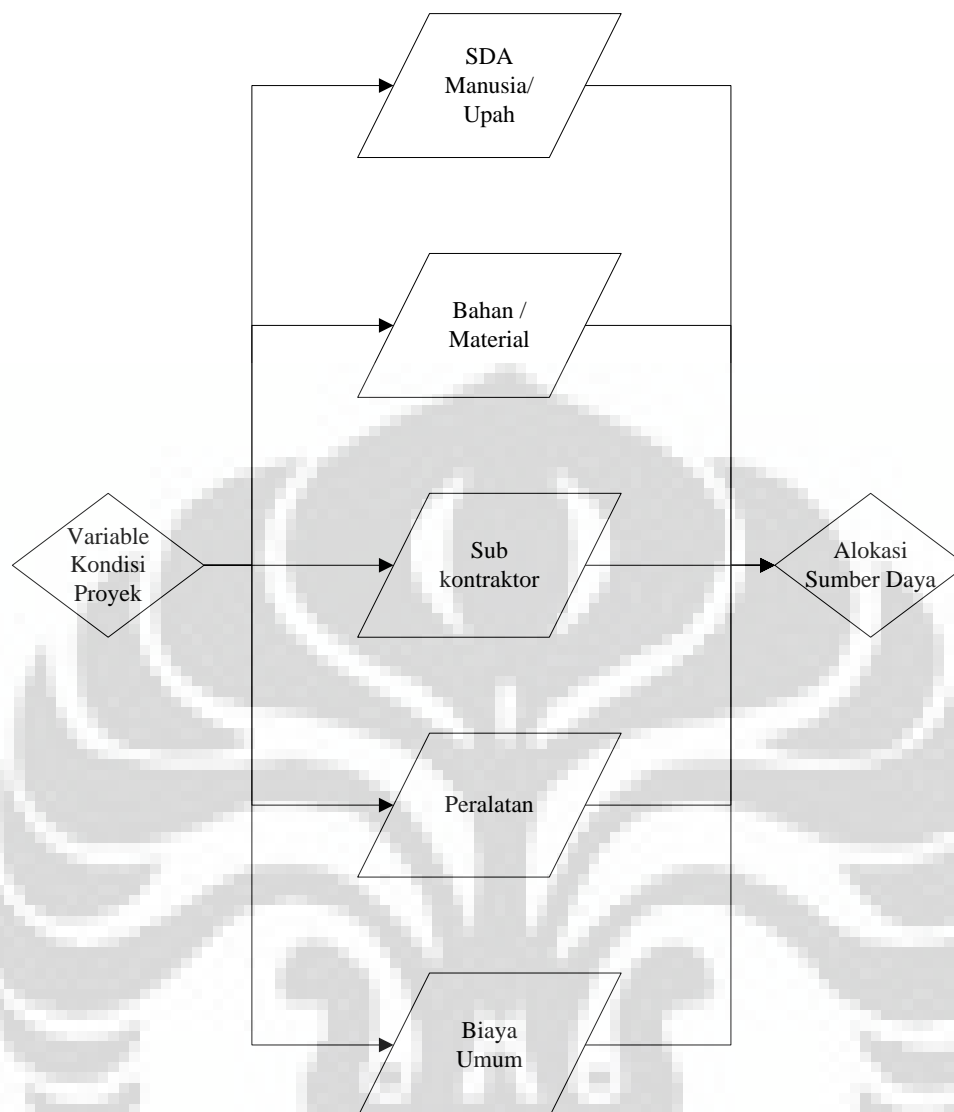 SDA
Manusia/
Upah
Bahan /
Material
Variable
Kondisi
Proyek
Sub
kontraktor
Alokasi
Sumber Daya
Peralatan
Biaya
Umum